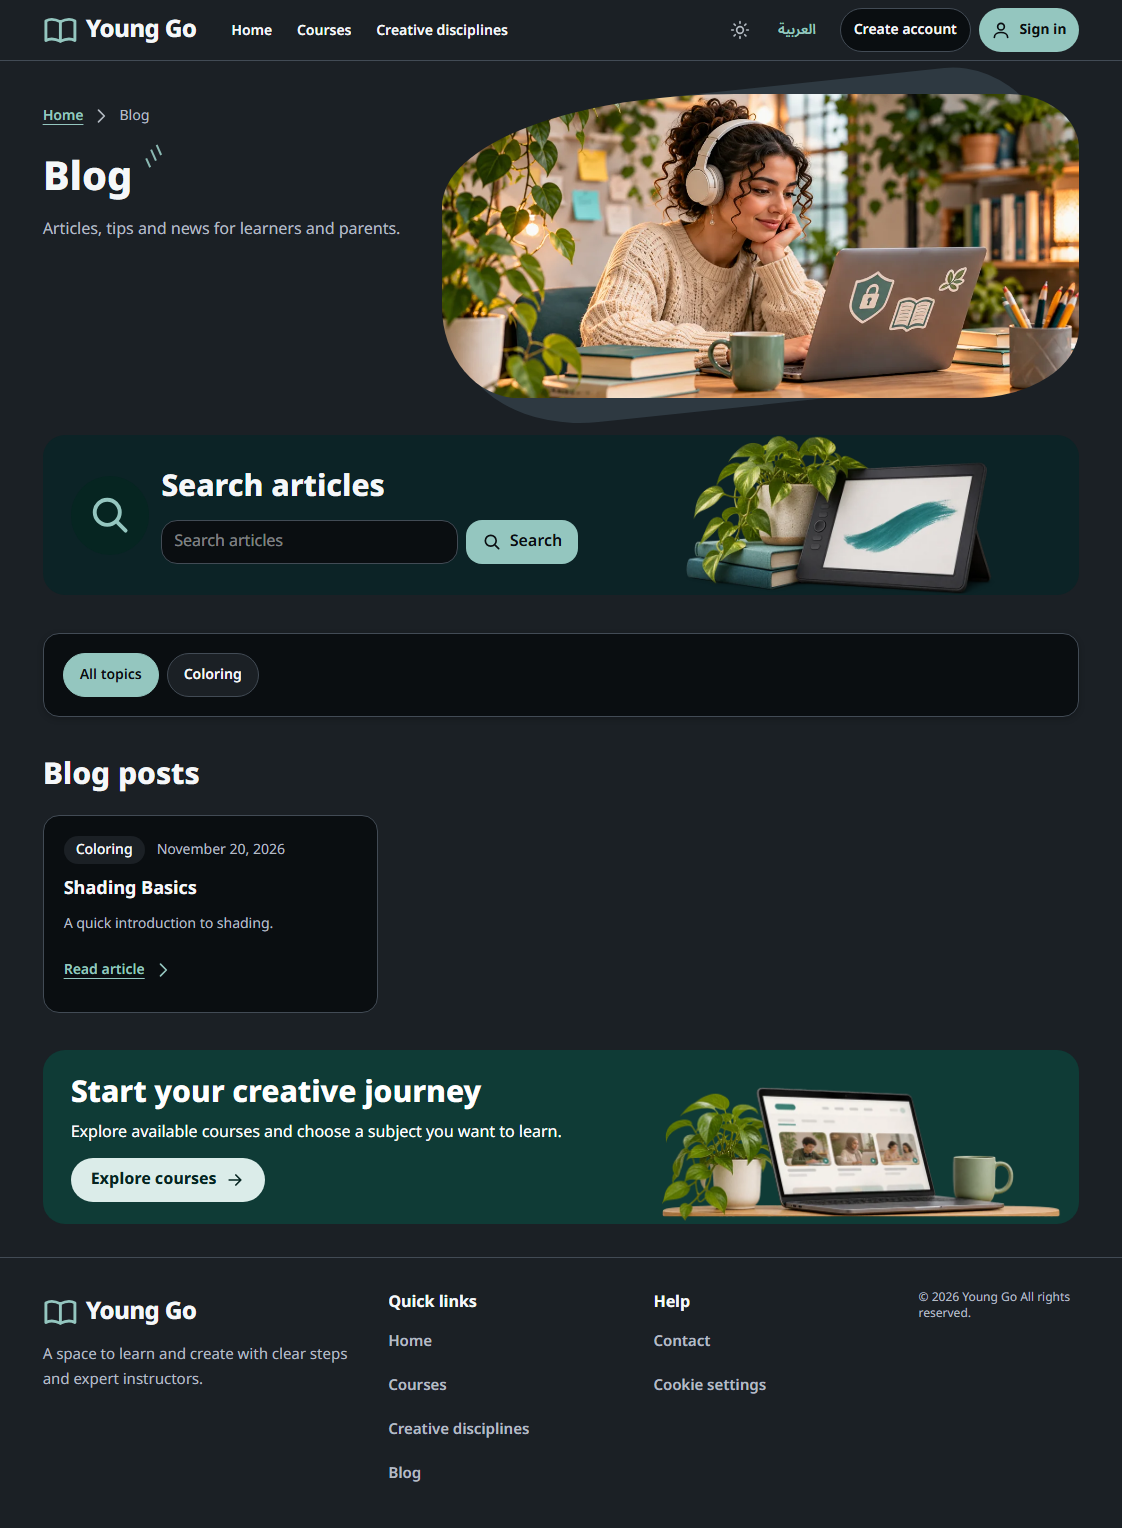 Young Go
Home
Courses
Creative disciplines
العربية
Create account
Sign in
Home
Blog
Blog
Articles, tips and news for learners and parents.
Search articles
Search articles
Search
All topics
Coloring
Blog posts
Coloring
November 20, 2026
Shading Basics
A quick introduction to shading.
Read article
Start your creative journey
Explore available courses and choose a subject you want to learn.
Explore courses
Young Go
A space to learn and create with clear steps
and expert instructors.
Quick links
Home
Courses
Creative disciplines
Blog
Help
Contact
Cookie settings
© 2026 Young Go All rights
reserved.